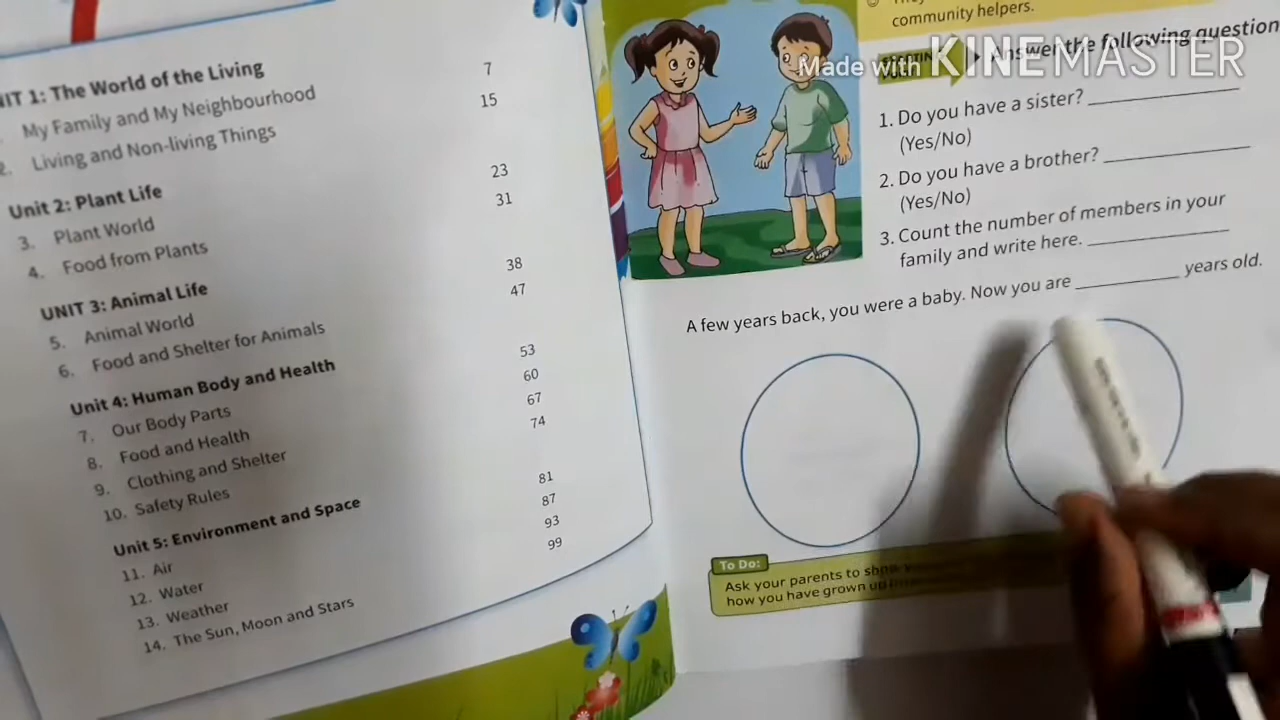 UNIT 1: The World of the Living
My Family and My Neighbourhood 7
2. Living and Non-living Things 15
Unit 2: Plant Life
3. Plant World 23
4. Food from Plants 31
UNIT 3: Animal Life
5. Animal World 38
6. Food and Shelter for Animals 47
Unit 4: Human Body and Health
7. Our Body Parts 53
8. Food and Health 60
9. Clothing and Shelter 67
10. Safety Rules 74
Unit 5: Environment and Space
11. Air 81
12. Water 87
13. Weather 93
14. The Sun, Moon and Stars 99
community helpers.
Answer the following question
Made with KINEMASTER
1. Do you have a sister?
(Yes/No)
2. Do you have a brother?
(Yes/No)
3. Count the number of members in your
family and write here.
A few years back, you were a baby. Now you are years old.
To Do:
Ask your parents to show
how you have grown up